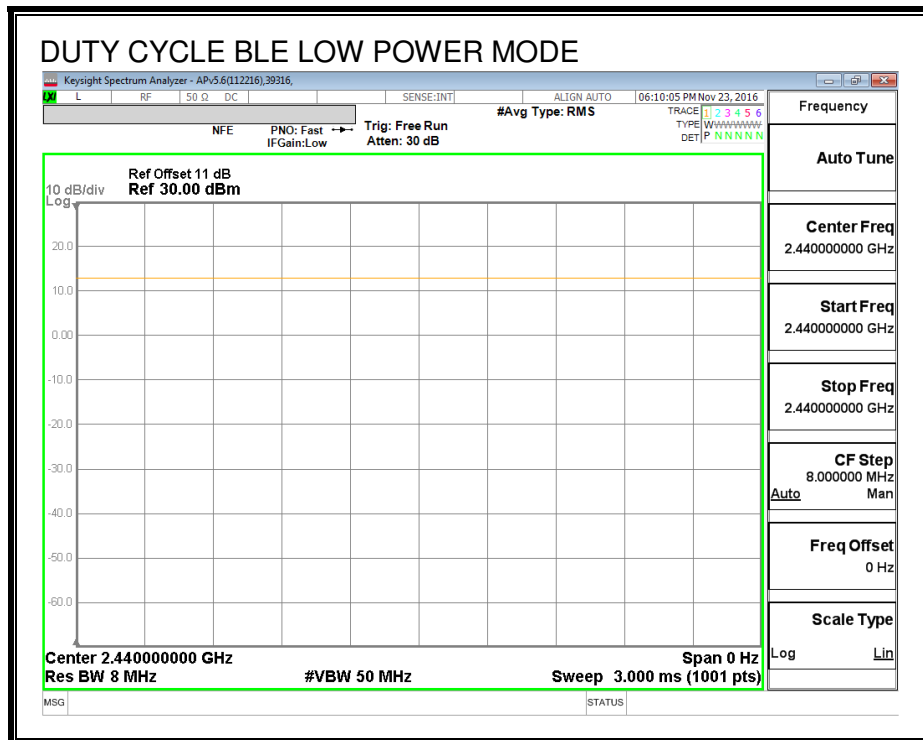 DUTY CYCLE BLE LOW POWER MODE
Keysight Spectrum Analyzer - APv5.6(112216),39316,
LXI L RF 50 Ω DC SENSE:INT ALIGN AUTO 06:10:05 PM Nov 23, 2016
#Avg Type: RMS
TRACE 1 2 3 4 5 6
TYPE WWWWWW
DET P N N N N N
NFE
PNO: Fast
IFGain:Low
Trig: Free Run
Atten: 30 dB
Ref Offset 11 dB
Ref 30.00 dBm
10 dB/div
Log
20.0
10.0
0.00
-10.0
-20.0
-30.0
-40.0
-50.0
-60.0
Center 2.440000000 GHz
Span 0 Hz
Res BW 8 MHz
#VBW 50 MHz
Sweep 3.000 ms (1001 pts)
MSG
STATUS
Frequency
Auto Tune
Center Freq
2.440000000 GHz
Start Freq
2.440000000 GHz
Stop Freq
2.440000000 GHz
CF Step
8.000000 MHz
Auto Man
Freq Offset
0 Hz
Scale Type
Log Lin